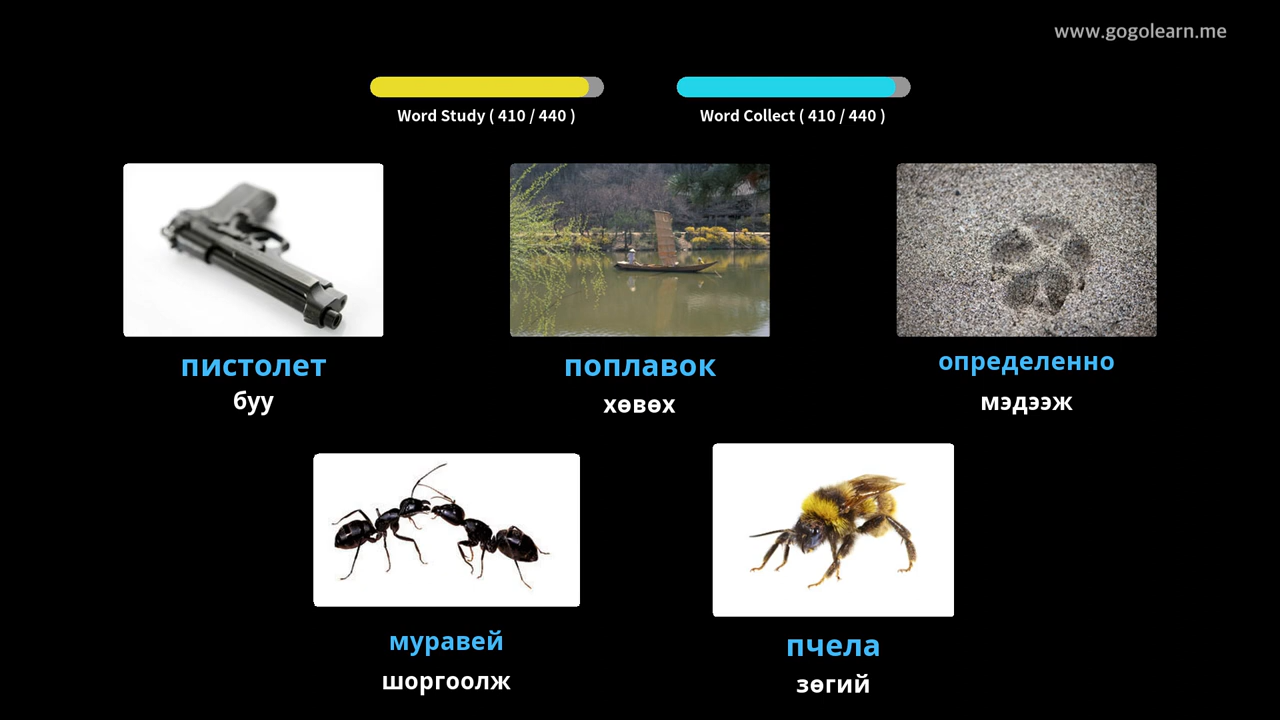 www.gogolearn.me
Word Study ( 410 / 440 )
Word Collect ( 410 / 440 )
пистолет
буу
поплавок
хөвөх
определенно
мэдээж
муравей
шоргоолж
пчела
зөгий